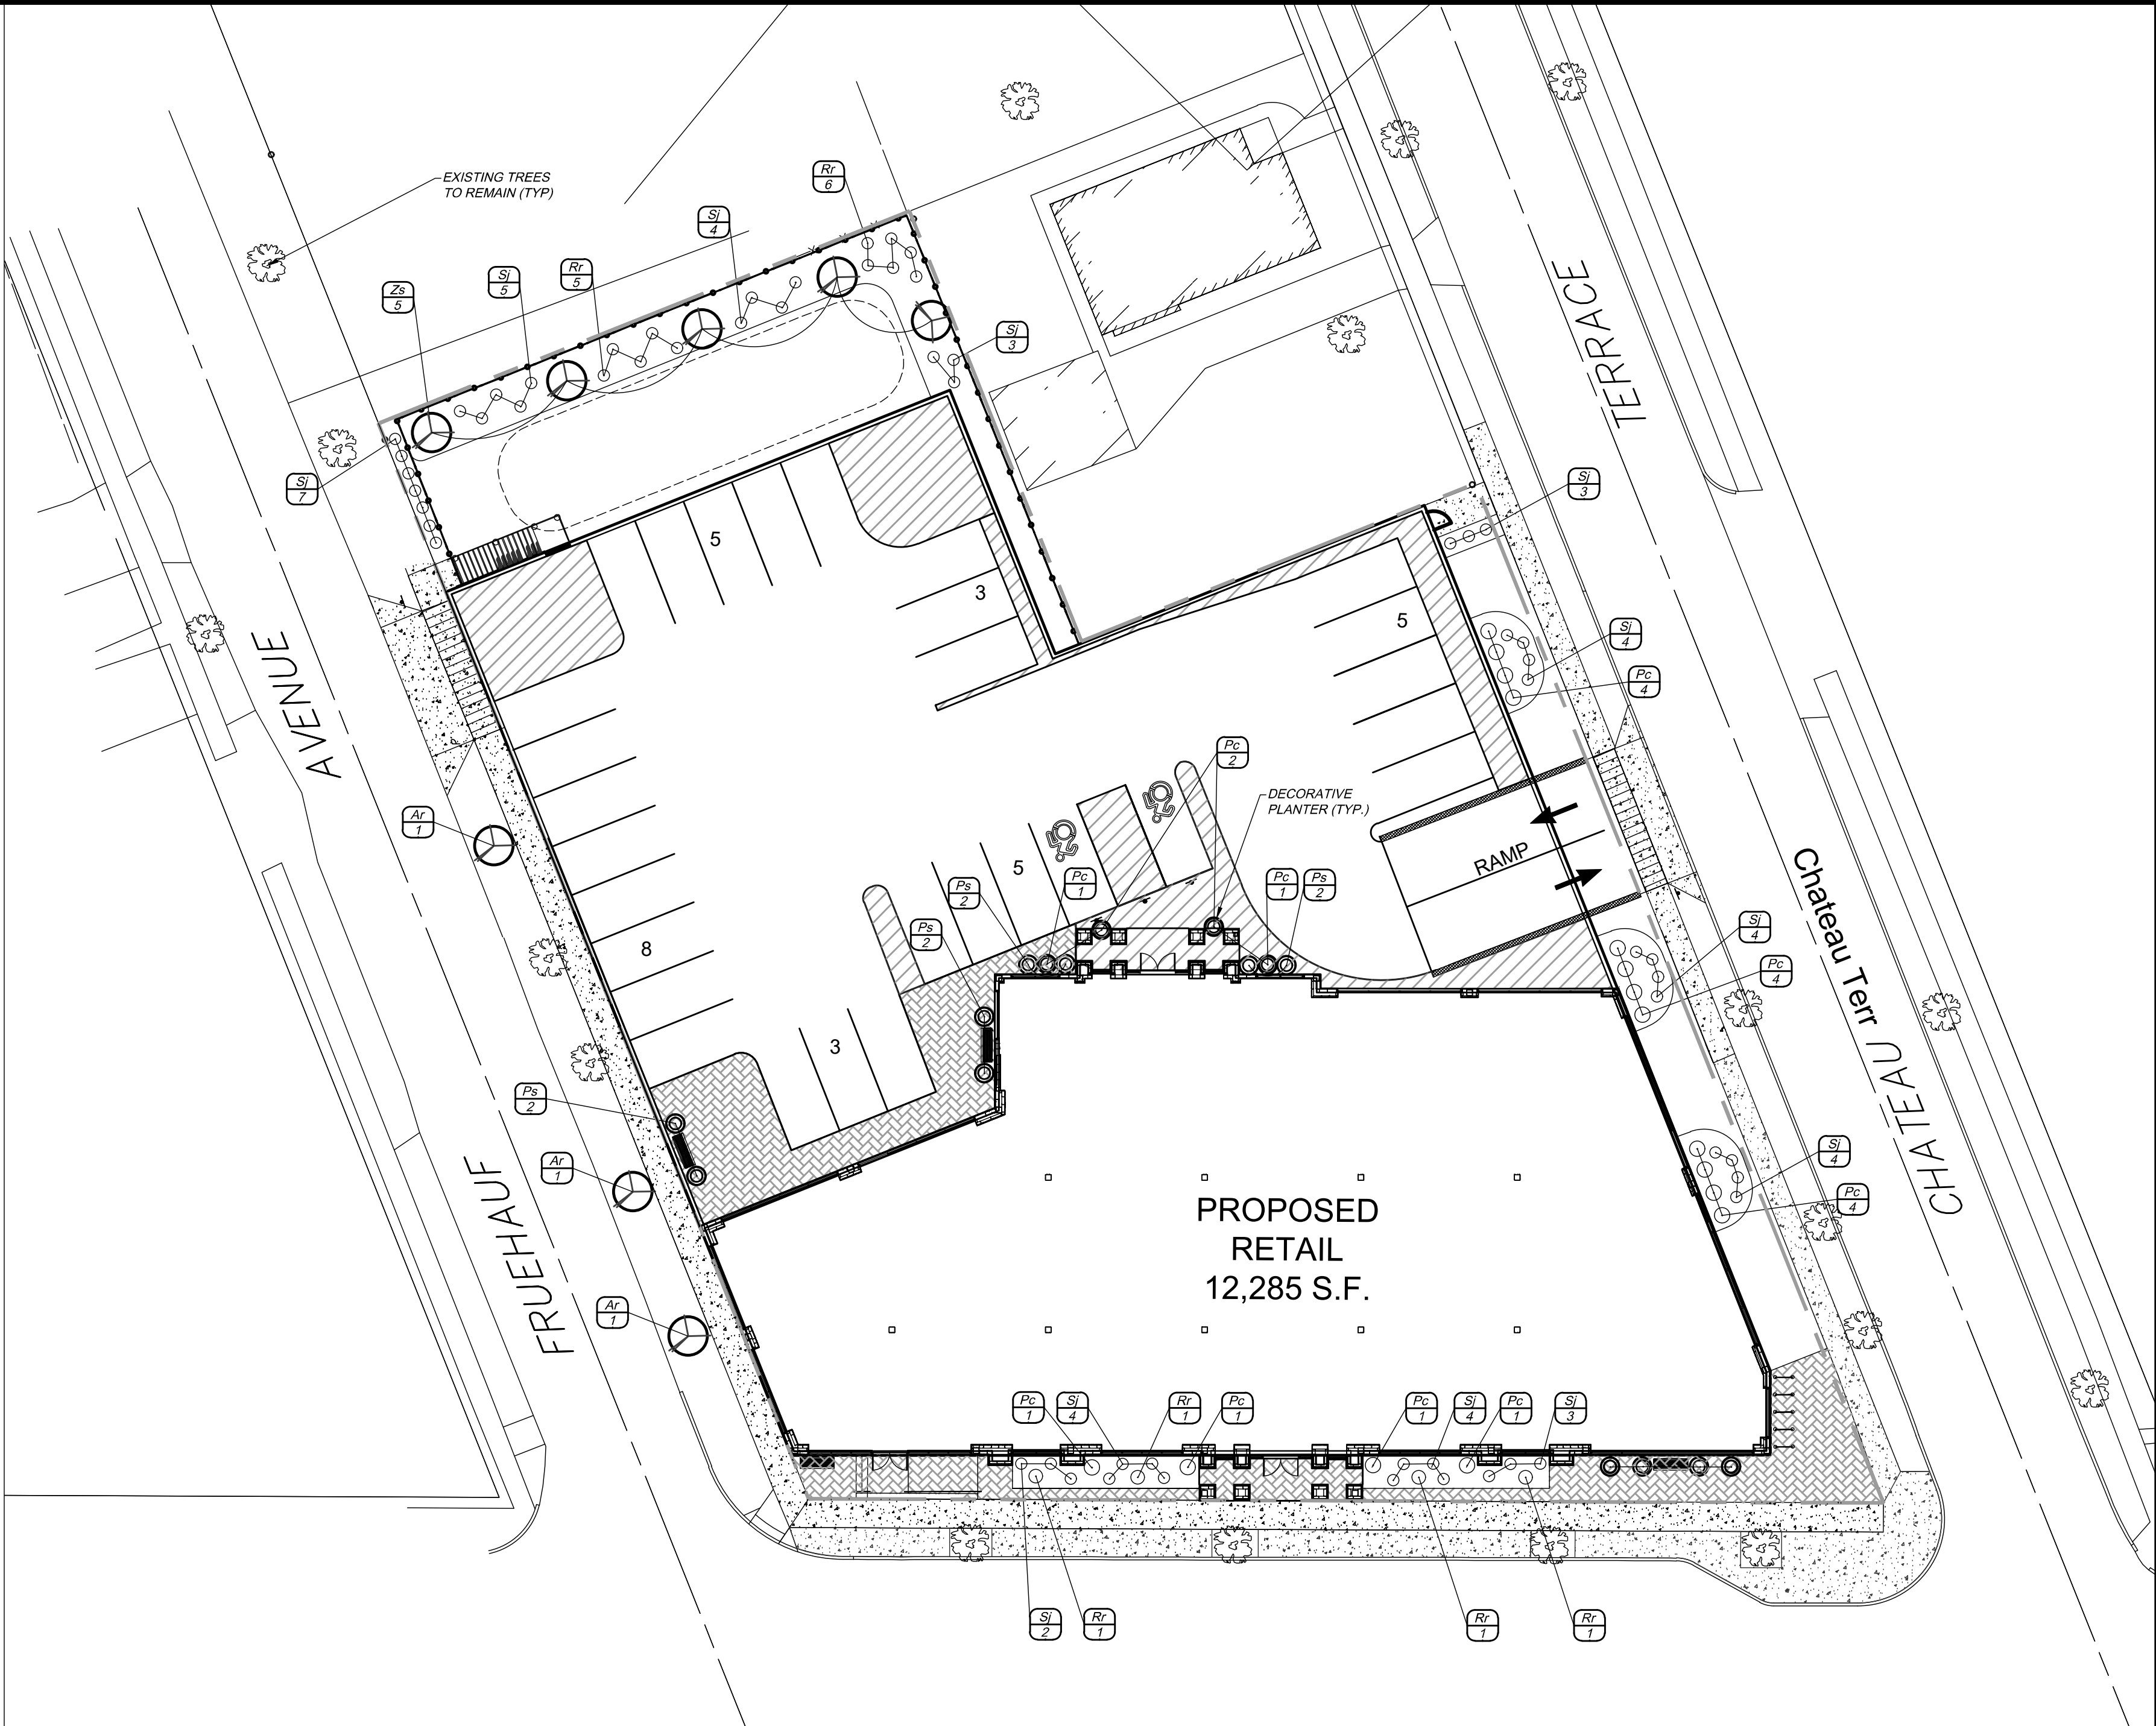 EXISTING TREES
TO REMAIN (TYP)
Rr
6
Sj
4
Sj
5
Rr
5
Zs
5
Sj
3
Sj
7
TERRACE
Sj
3
5
3
5
Sj
4
Pc
4
AVENUE
Pc
2
DECORATIVE
PLANTER (TYP.)
Ar
1
RAMP
5
Pc
1
Ps
2
Pc
1
Ps
2
Ps
2
8
3
Chateau Terr
Sj
4
Pc
4
Ps
2
Ar
1
Sj
4
Pc
4
CHATEAU
FRUEHAUF
PROPOSED
RETAIL
12,285 S.F.
Ar
1
Pc
1
Sj
4
Rr
1
Pc
1
Pc
1
Sj
4
Pc
1
Sj
3
Sj
2
Rr
1
Rr
1
Rr
1